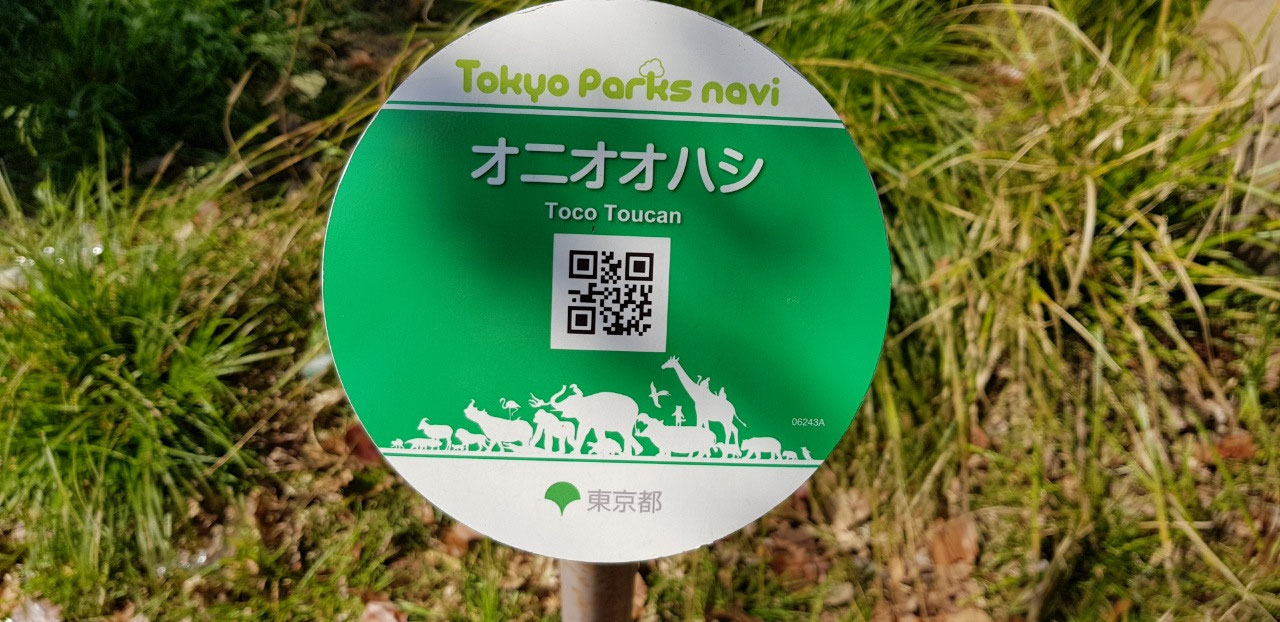 Tokyo Parks navi
オニオオハシ
Toco Toucan
06243A
東京都